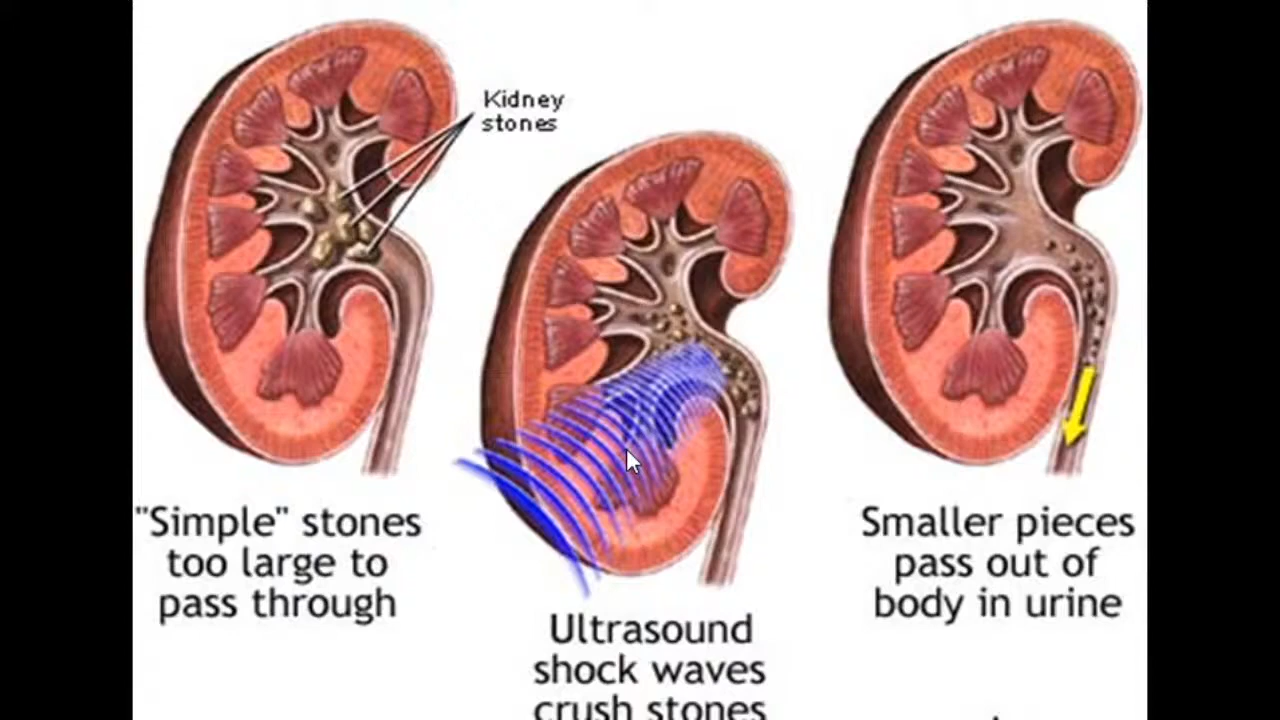 Kidney
stones
"Simple" stones
too large to
pass through
Ultrasound
shock waves
crush stones
Smaller pieces
pass out of
body in urine